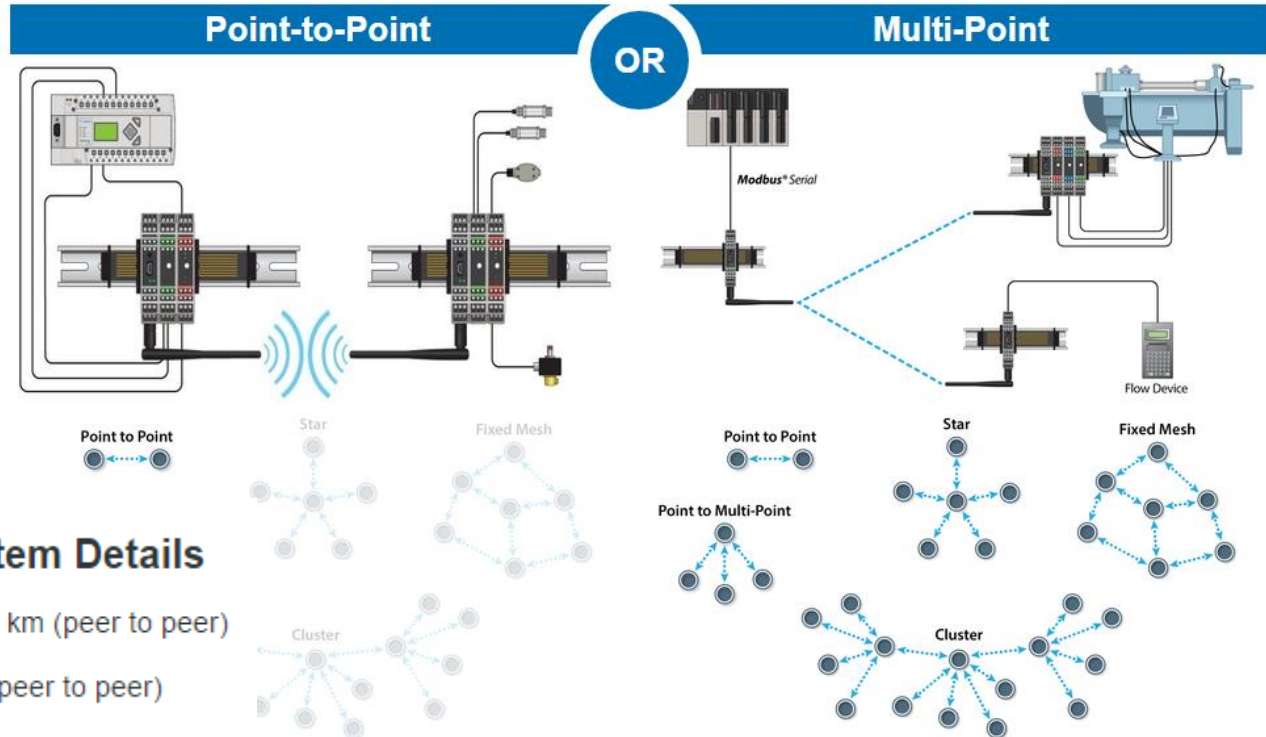 Point-to-Point
OR
Multi-Point
Modbus® Serial
Flow Device
Point to Point
Star
Fixed Mesh
Cluster
Point to Point
Star
Fixed Mesh
Point to Multi-Point
Cluster
tem Details
km (peer to peer)
peer to peer)